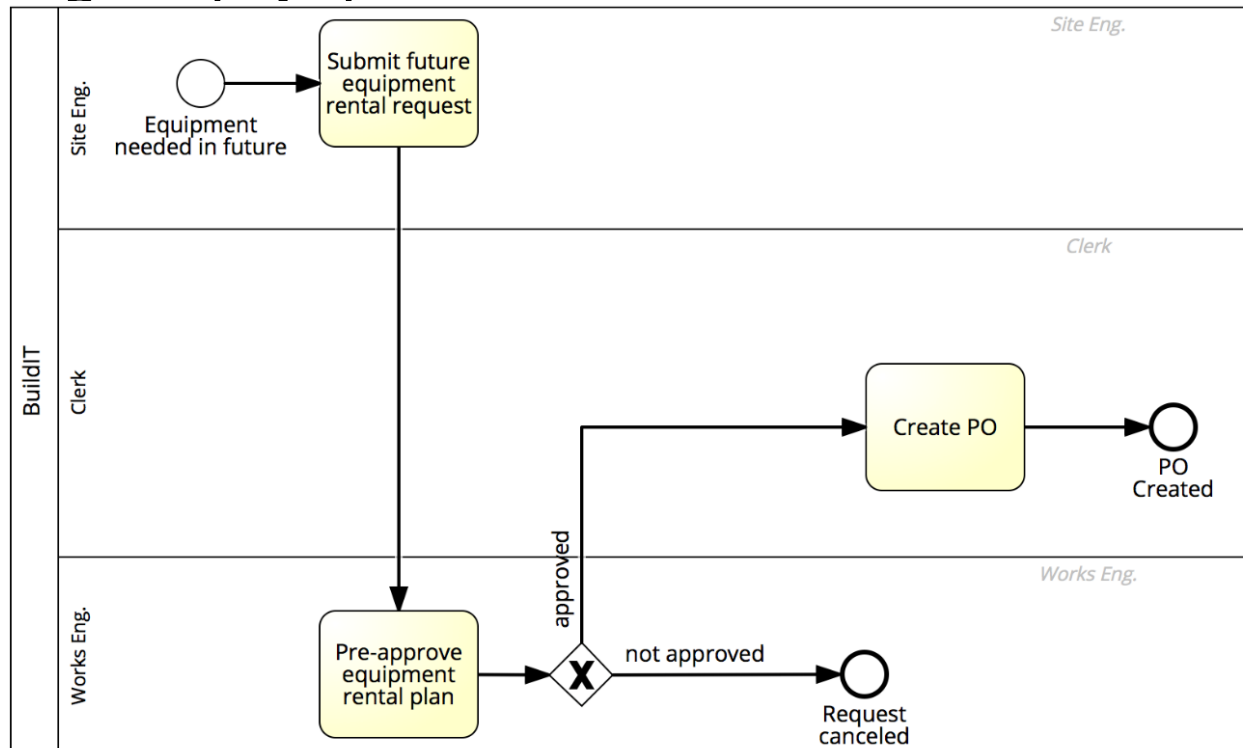 Site Eng.
Submit future
equipment
rental request
Equipment
needed in future
Site Eng.
Clerk
BuildIT
Clerk
Create PO
PO
Created
approved
Works Eng.
Works Eng.
Pre-approve
equipment
rental plan
X
not approved
Request
canceled